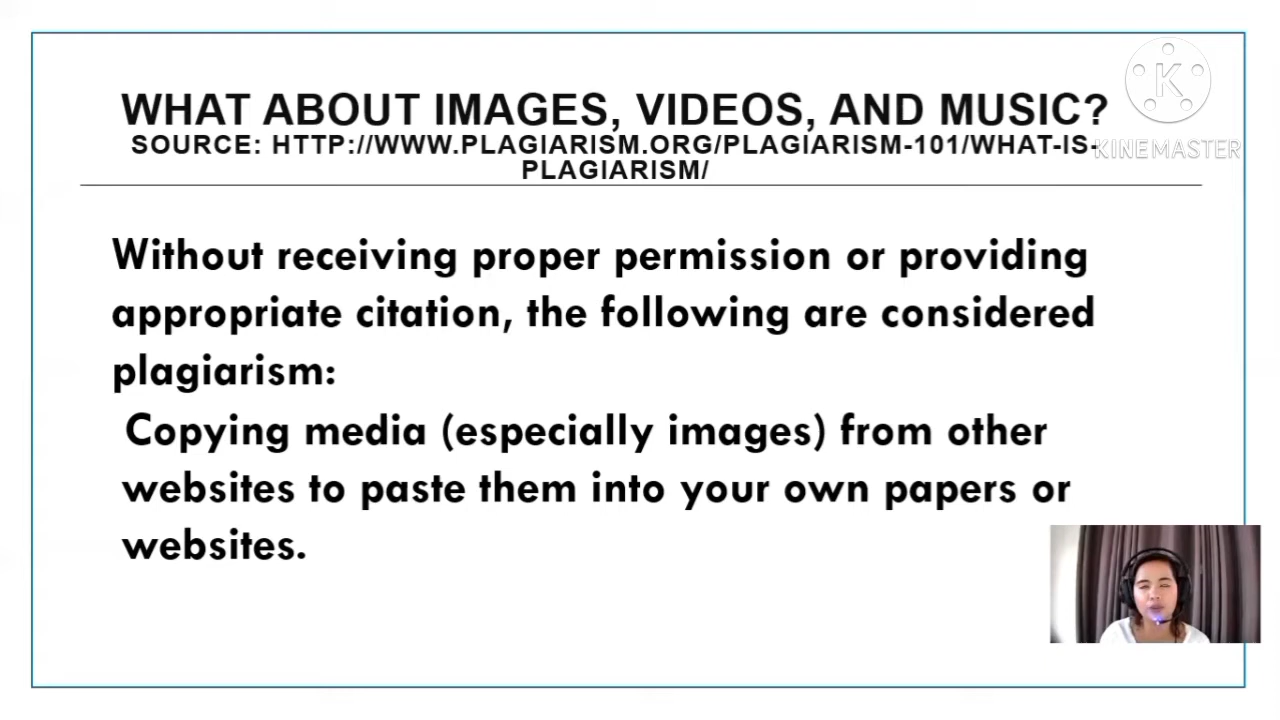 WHAT ABOUT IMAGES, VIDEOS, AND MUSIC?
SOURCE: HTTP://WWW.PLAGIARISM.ORG/PLAGIARISM-101/WHAT-IS-
PLAGIARISM/
K
KINEMASTER
Without receiving proper permission or providing
appropriate citation, the following are considered
plagiarism:
Copying media (especially images) from other
websites to paste them into your own papers or
websites.